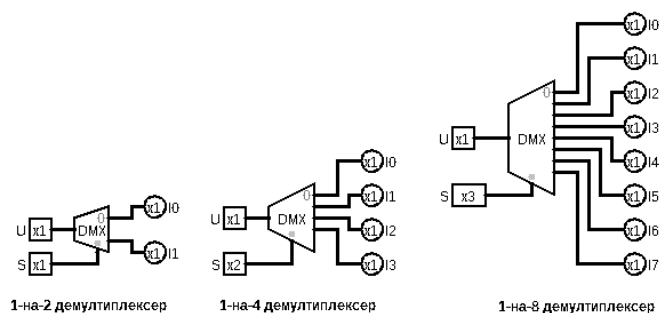 U x1
S x1
DMX
0
x1 I0
x1 I1
1-на-2 демултиплексер
U x1
S x2
DMX
0
x1 I0
x1 I1
x1 I2
x1 I3
1-на-4 демултиплексер
U x1
S x3
DMX
0
x1 I0
x1 I1
x1 I2
x1 I3
x1 I4
x1 I5
x1 I6
x1 I7
1-на-8 демултиплексер